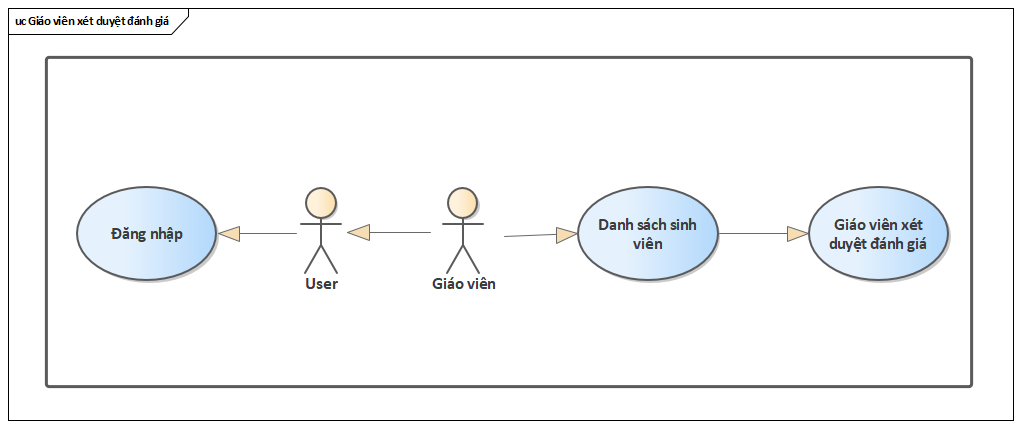 uc Giáo viên xét duyệt đánh giá
Đăng nhập
User
Giáo viên
Danh sách sinh
viên
Giáo viên xét
duyệt đánh giá